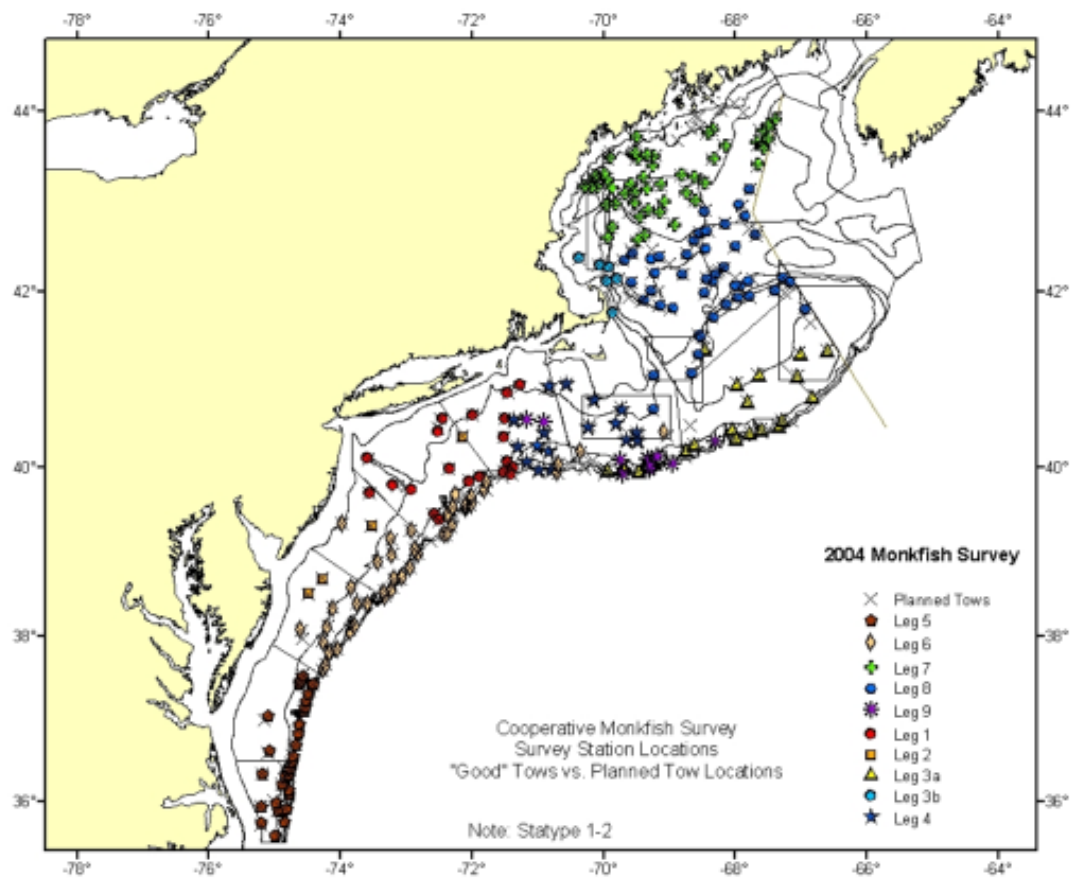 -78° -76° -74° -72° -70° -68° -66° -64°
44° 44°
42° 42°
40° 40°
2004 Monkfish Survey
Planned Tows
Leg 5
38° 38°
Leg 6
Leg 7
Leg 8
Leg 9
Cooperative Monkfish Survey
Leg 1
Survey Station Locations
Leg 2
"Good" Tows vs. Planned Tow Locations
Leg 3a
36° 36°
Leg 3b
Leg 4
Note: Statype 1-2
-78° -76° -74° -72° -70° -68° -66° -64°